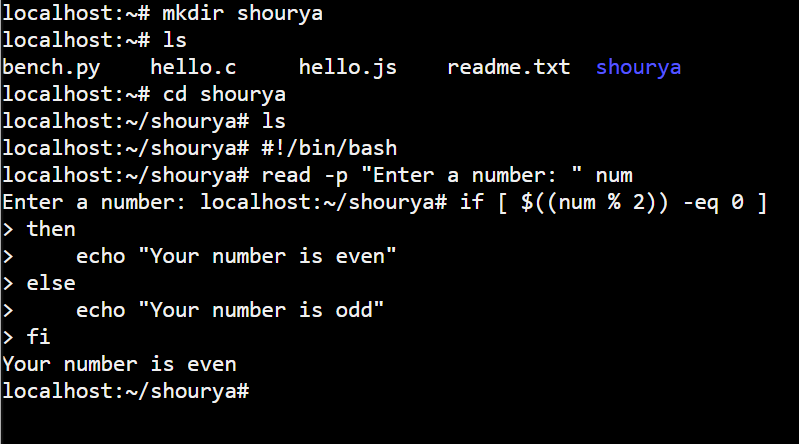 localhost:~# mkdir shourya
localhost:~# ls
bench.py    hello.c     hello.js    readme.txt  shourya
localhost:~# cd shourya
localhost:~/shourya# ls
localhost:~/shourya# #!/bin/bash
localhost:~/shourya# read -p "Enter a number: " num
Enter a number: localhost:~/shourya# if [ $((num % 2)) -eq 0 ]
> then
>     echo "Your number is even"
> else
>     echo "Your number is odd"
> fi
Your number is even
localhost:~/shourya#